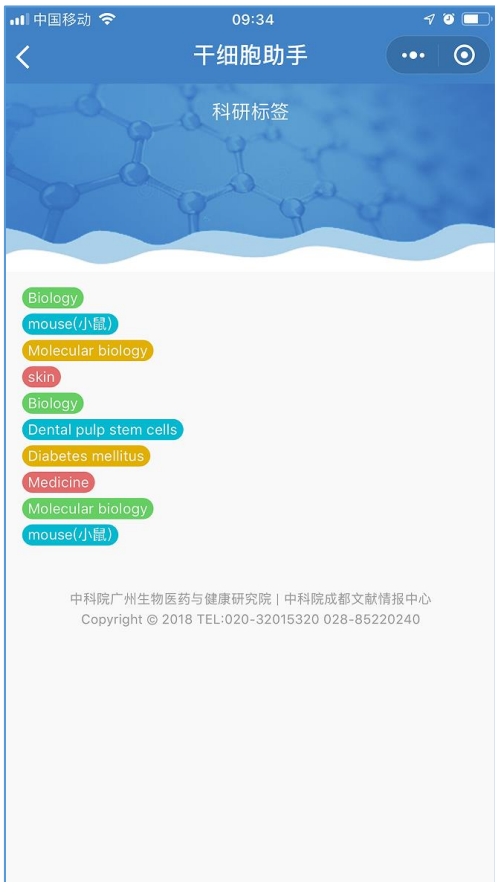 中国移动 09:34
干细胞助手
科研标签
Biology
mouse(小鼠)
Molecular biology
skin
Biology
Dental pulp stem cells
Diabetes mellitus
Medicine
Molecular biology
mouse(小鼠)
中科院广州生物医药与健康研究院 | 中科院成都文献情报中心
Copyright © 2018 TEL:020-32015320 028-85220240